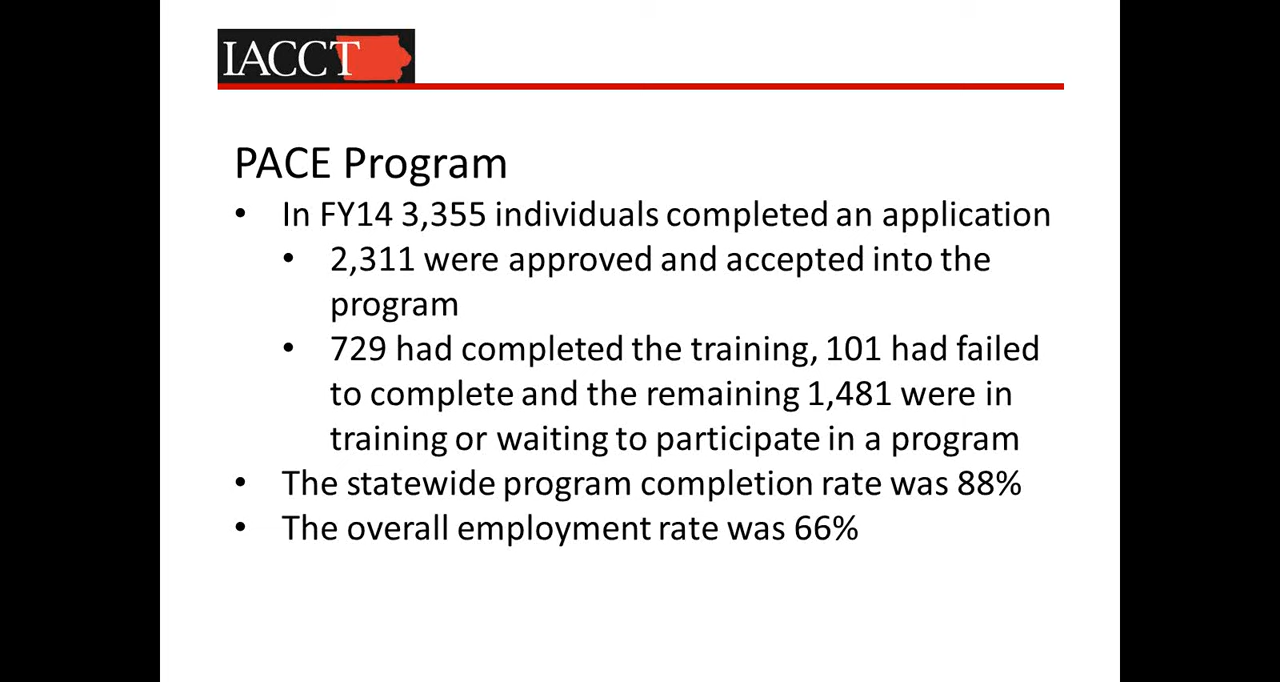 IACCT
PACE Program
• In FY14 3,355 individuals completed an application
• 2,311 were approved and accepted into the
program
• 729 had completed the training, 101 had failed
to complete and the remaining 1,481 were in
training or waiting to participate in a program
• The statewide program completion rate was 88%
• The overall employment rate was 66%